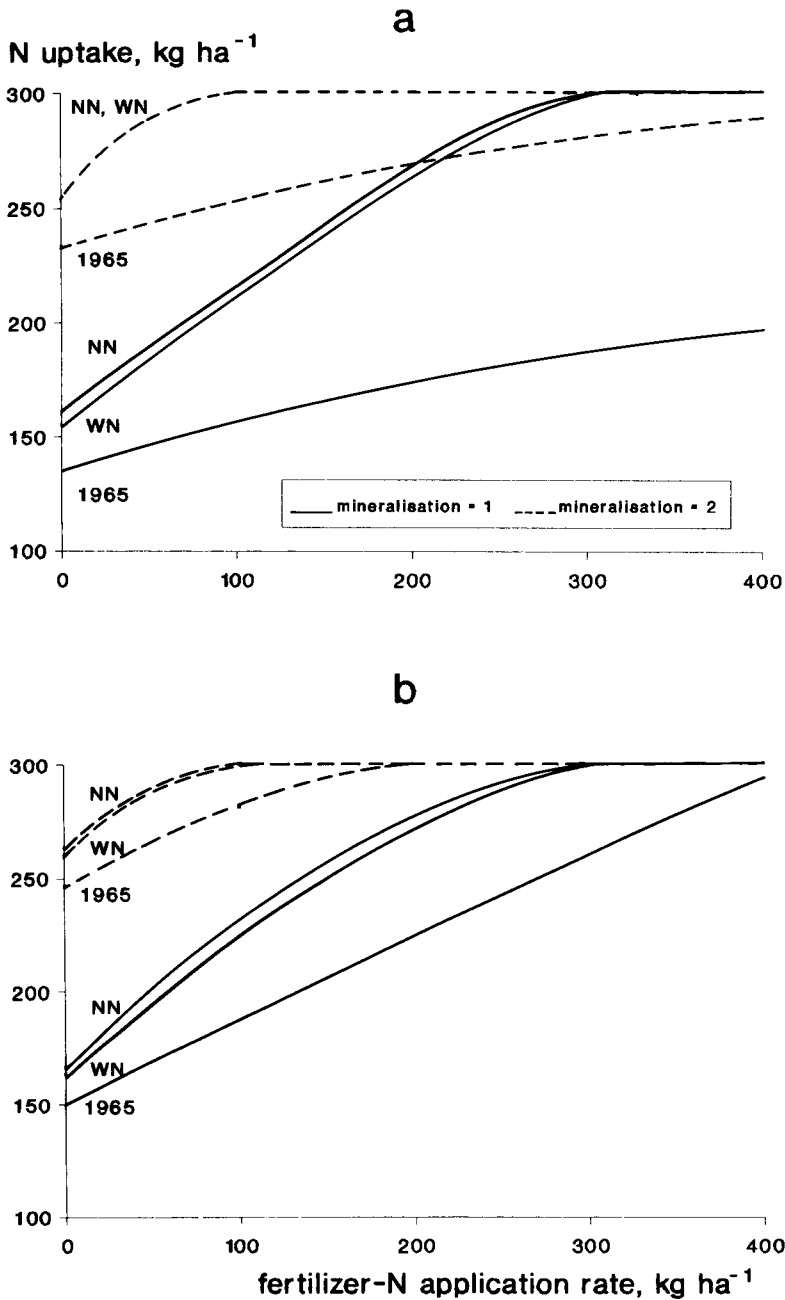 a
N uptake, kg ha⁻¹
300
250
200
150
100
NN, WN
1965
NN
WN
1965
mineralisation - 1 mineralisation - 2
0 100 200 300 400
b
300
250
200
150
100
NN
WN
1965
NN
WN
1965
0 100 200 300 400
fertilizer-N application rate, kg ha⁻¹